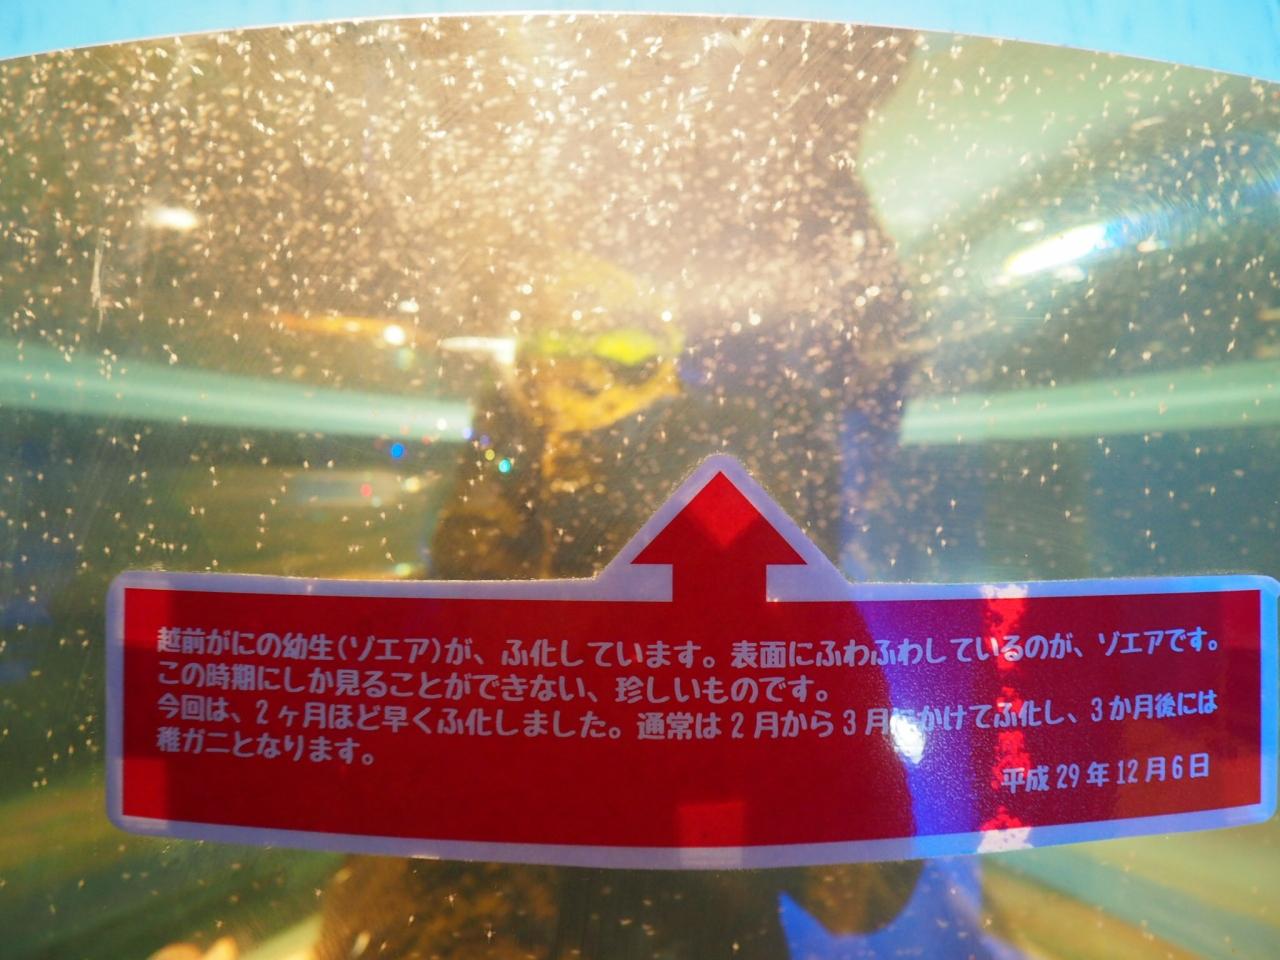 越前がにの幼生(ゾエア)が、ふ化しています。表面にふわふわしているのが、ゾエアです。
この時期にしか見ることができない、珍しいものです。
今回は、2ヶ月ほど早くふ化しました。通常は2月から3月にかけてふ化し、3か月後には
稚ガニとなります。
平成29年12月6日